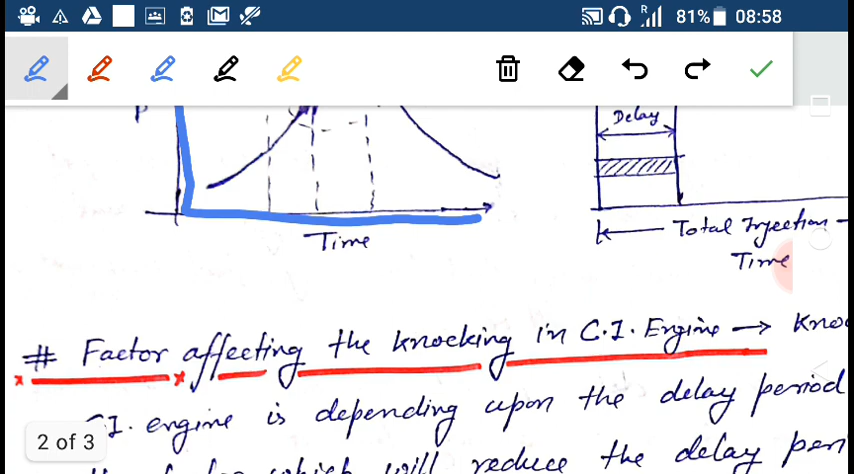 R 81% 08:58
P
Delay
Time
Total Injection
Time
# Factor affecting the knocking in C.I. Engine → Kno
C.I. engine is depending upon the delay period
which will reduce the delay per
2 of 3